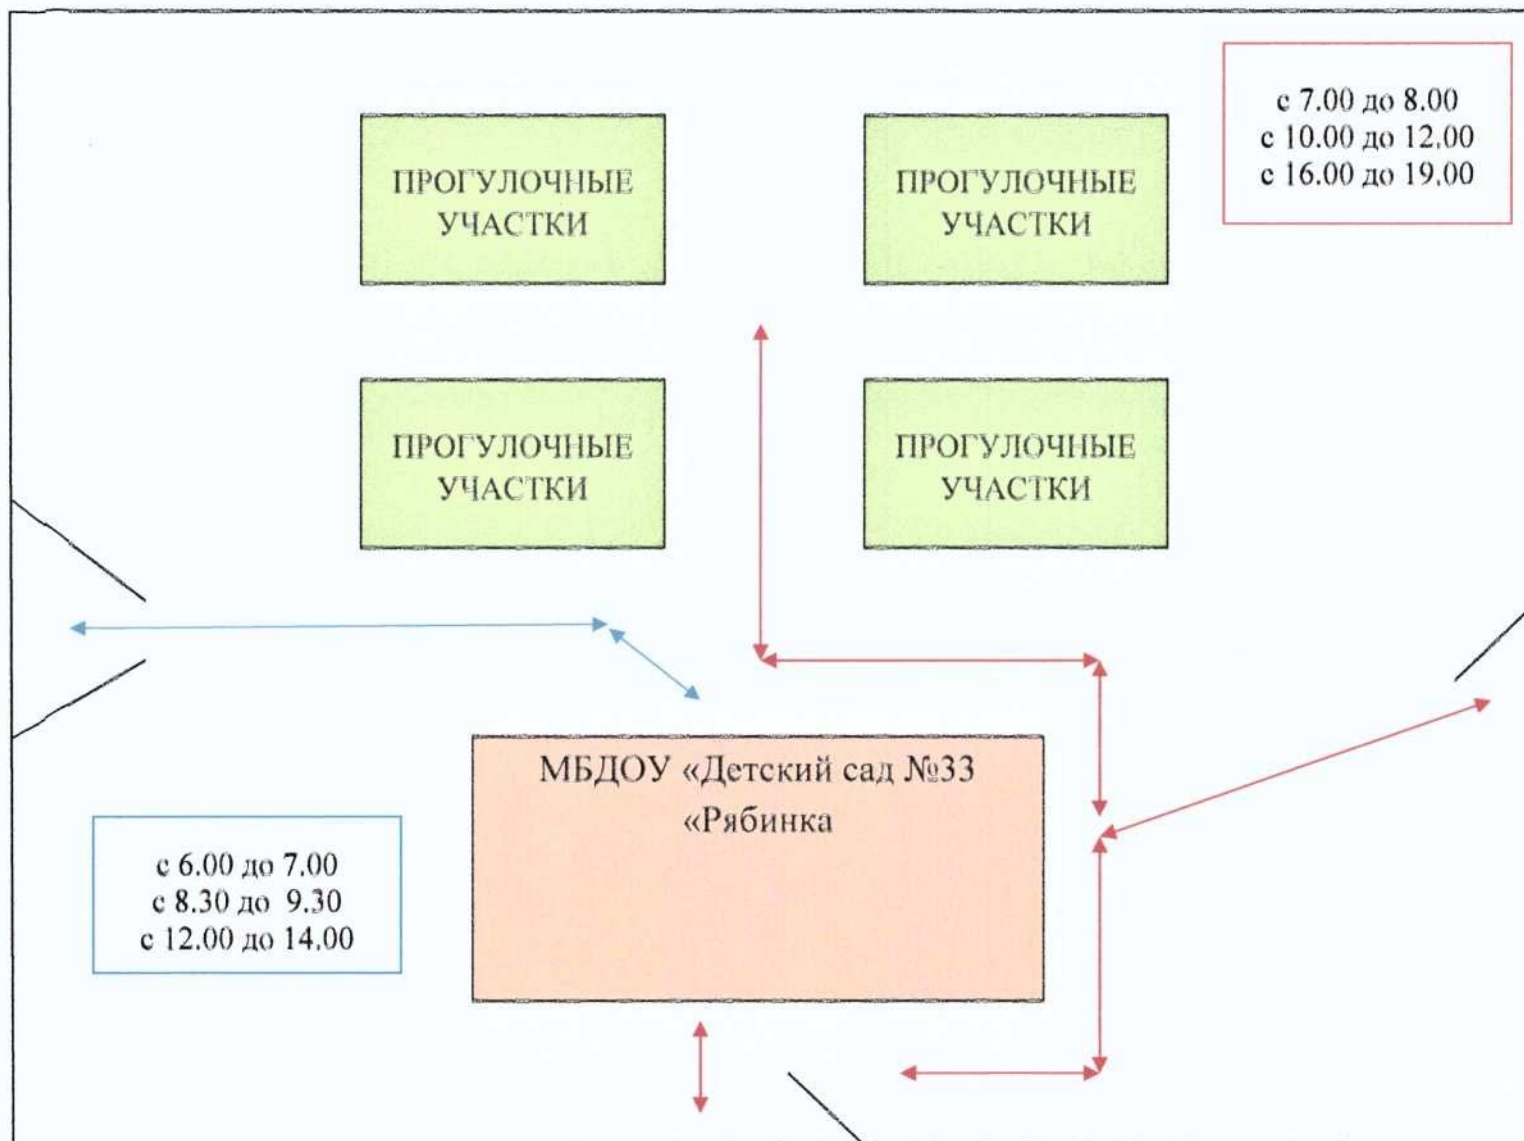 с 7.00 до 8.00
с 10.00 до 12.00
с 16.00 до 19.00
ПРОГУЛОЧНЫЕ
УЧАСТКИ
ПРОГУЛОЧНЫЕ
УЧАСТКИ
ПРОГУЛОЧНЫЕ
УЧАСТКИ
ПРОГУЛОЧНЫЕ
УЧАСТКИ
МБДОУ «Детский сад №33
«Рябинка
с 6.00 до 7.00
с 8.30 до 9.30
с 12.00 до 14.00